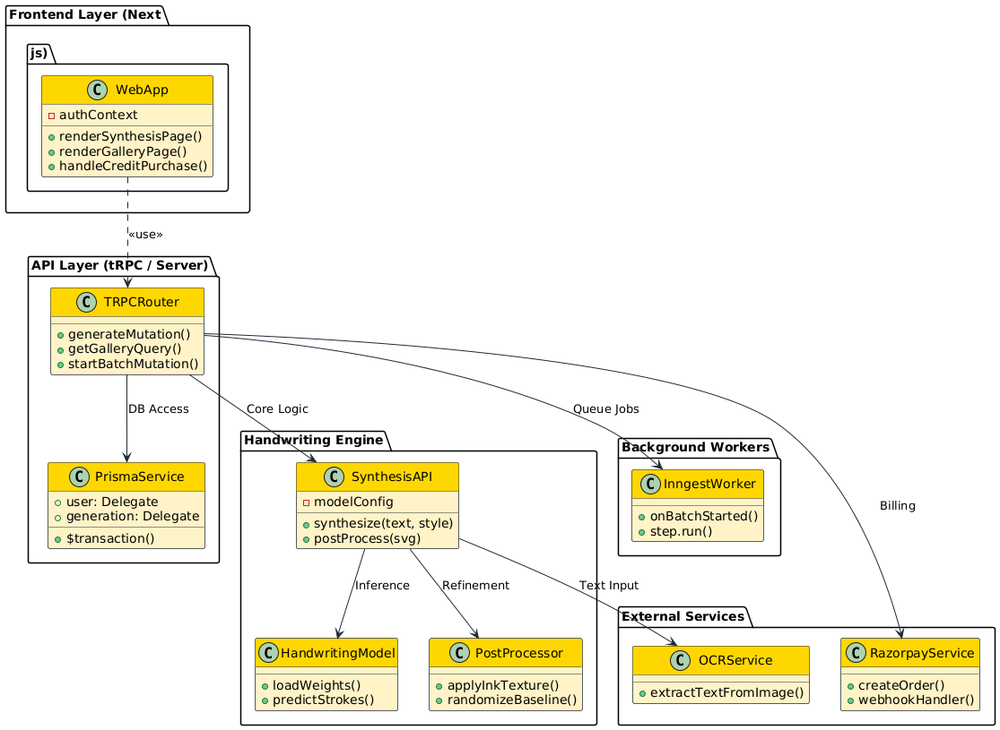 Frontend Layer (Next
js)
C WebApp
authContext
renderSynthesisPage()
renderGalleryPage()
handleCreditPurchase()
«use»
API Layer (tRPC / Server)
C TRPCRouter
generateMutation()
getGalleryQuery()
startBatchMutation()
DB Access
Core Logic
Queue Jobs
Billing
C PrismaService
user: Delegate
generation: Delegate
$transaction()
Handwriting Engine
C SynthesisAPI
modelConfig
synthesize(text, style)
postProcess(svg)
Inference
Refinement
Text Input
C HandwritingModel
loadWeights()
predictStrokes()
C PostProcessor
applyInkTexture()
randomizeBaseline()
Background Workers
C InngestWorker
onBatchStarted()
step.run()
External Services
C OCRService
extractTextFromImage()
C RazorpayService
createOrder()
webhookHandler()